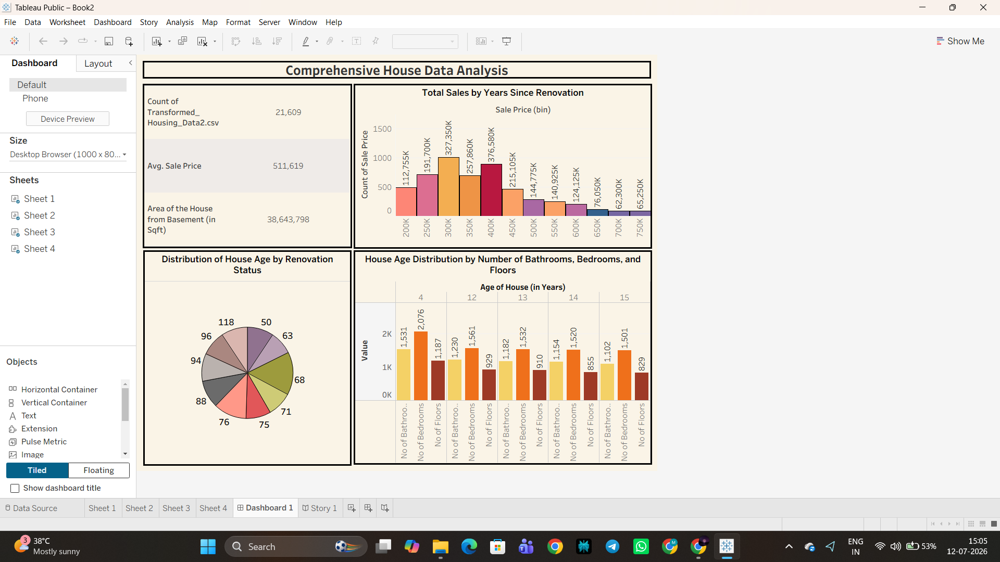 Tableau Public – Book2
File Data Worksheet Dashboard Story Analysis Map Format Server Window Help
Show Me
Dashboard Layout
Default
Phone
Device Preview
Size
Desktop Browser (1000 x 80...
Sheets
Sheet 1
Sheet 2
Sheet 3
Sheet 4
Objects
Horizontal Container
Vertical Container
Text
Extension
Pulse Metric
Image
Tiled Floating
Show dashboard title
Comprehensive House Data Analysis
Count of
Transformed_
Housing_Data2.csv
21,609
Avg. Sale Price 511,619
Area of the House
from Basement (in
Sqft)
38,643,798
Total Sales by Years Since Renovation
Sale Price (bin)
Count of Sale Price
1500
1000
500
0
112,755K
191,700K
327,350K
257,860K
376,580K
215,105K
144,775K
140,925K
124,125K
76,050K
62,300K
65,250K
200K
250K
300K
350K
400K
450K
500K
550K
600K
650K
700K
750K
Distribution of House Age by Renovation
Status
118
50
96
63
94
68
88
71
76
75
House Age Distribution by Number of Bathrooms, Bedrooms, and
Floors
Age of House (in Years)
4 12 13 14 15
Value
2K
1K
0K
1,531
2,076
1,187
1,230
1,561
929
1,182
1,532
910
1,154
1,520
855
1,102
1,501
829
No of Bathroo..
No of Bedrooms
No of Floors
No of Bathroo..
No of Bedrooms
No of Floors
No of Bathroo..
No of Bedrooms
No of Floors
No of Bathroo..
No of Bedrooms
No of Floors
No of Bathroo..
No of Bedrooms
No of Floors
Data Source Sheet 1 Sheet 2 Sheet 3 Sheet 4 Dashboard 1 Story 1
3
38°C
Mostly sunny
Search
M
ENG
IN
53%
15:05
12-07-2026